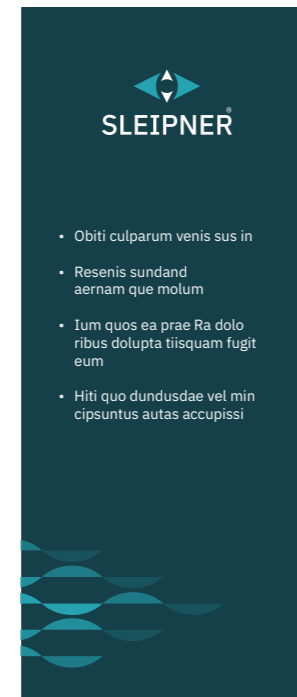 SLEIPNER®
• Obiti culparum venis sus in
• Resenis sundand
aernam que molum
• Ium quos ea prae Ra dolo
ribus dolupta tiisquam fugit
eum
• Hiti quo dundusdae vel min
cipsuntus autas accupissi